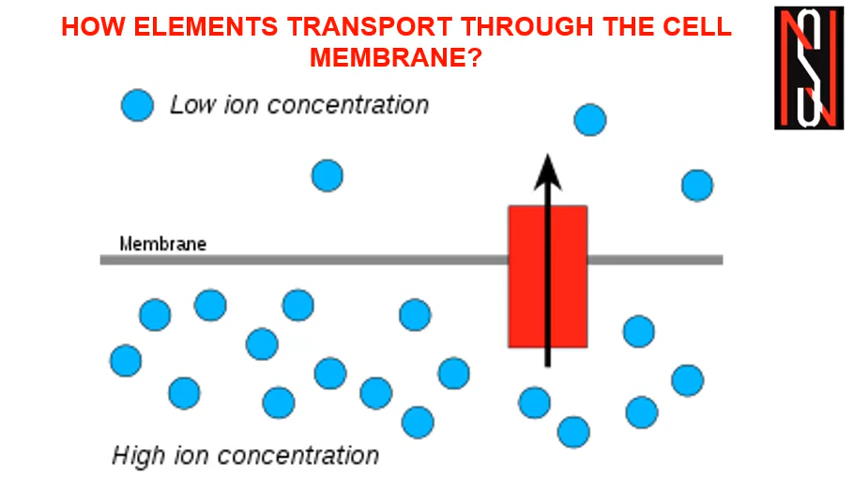 HOW ELEMENTS TRANSPORT THROUGH THE CELL
MEMBRANE?
Low ion concentration
Membrane
High ion concentration